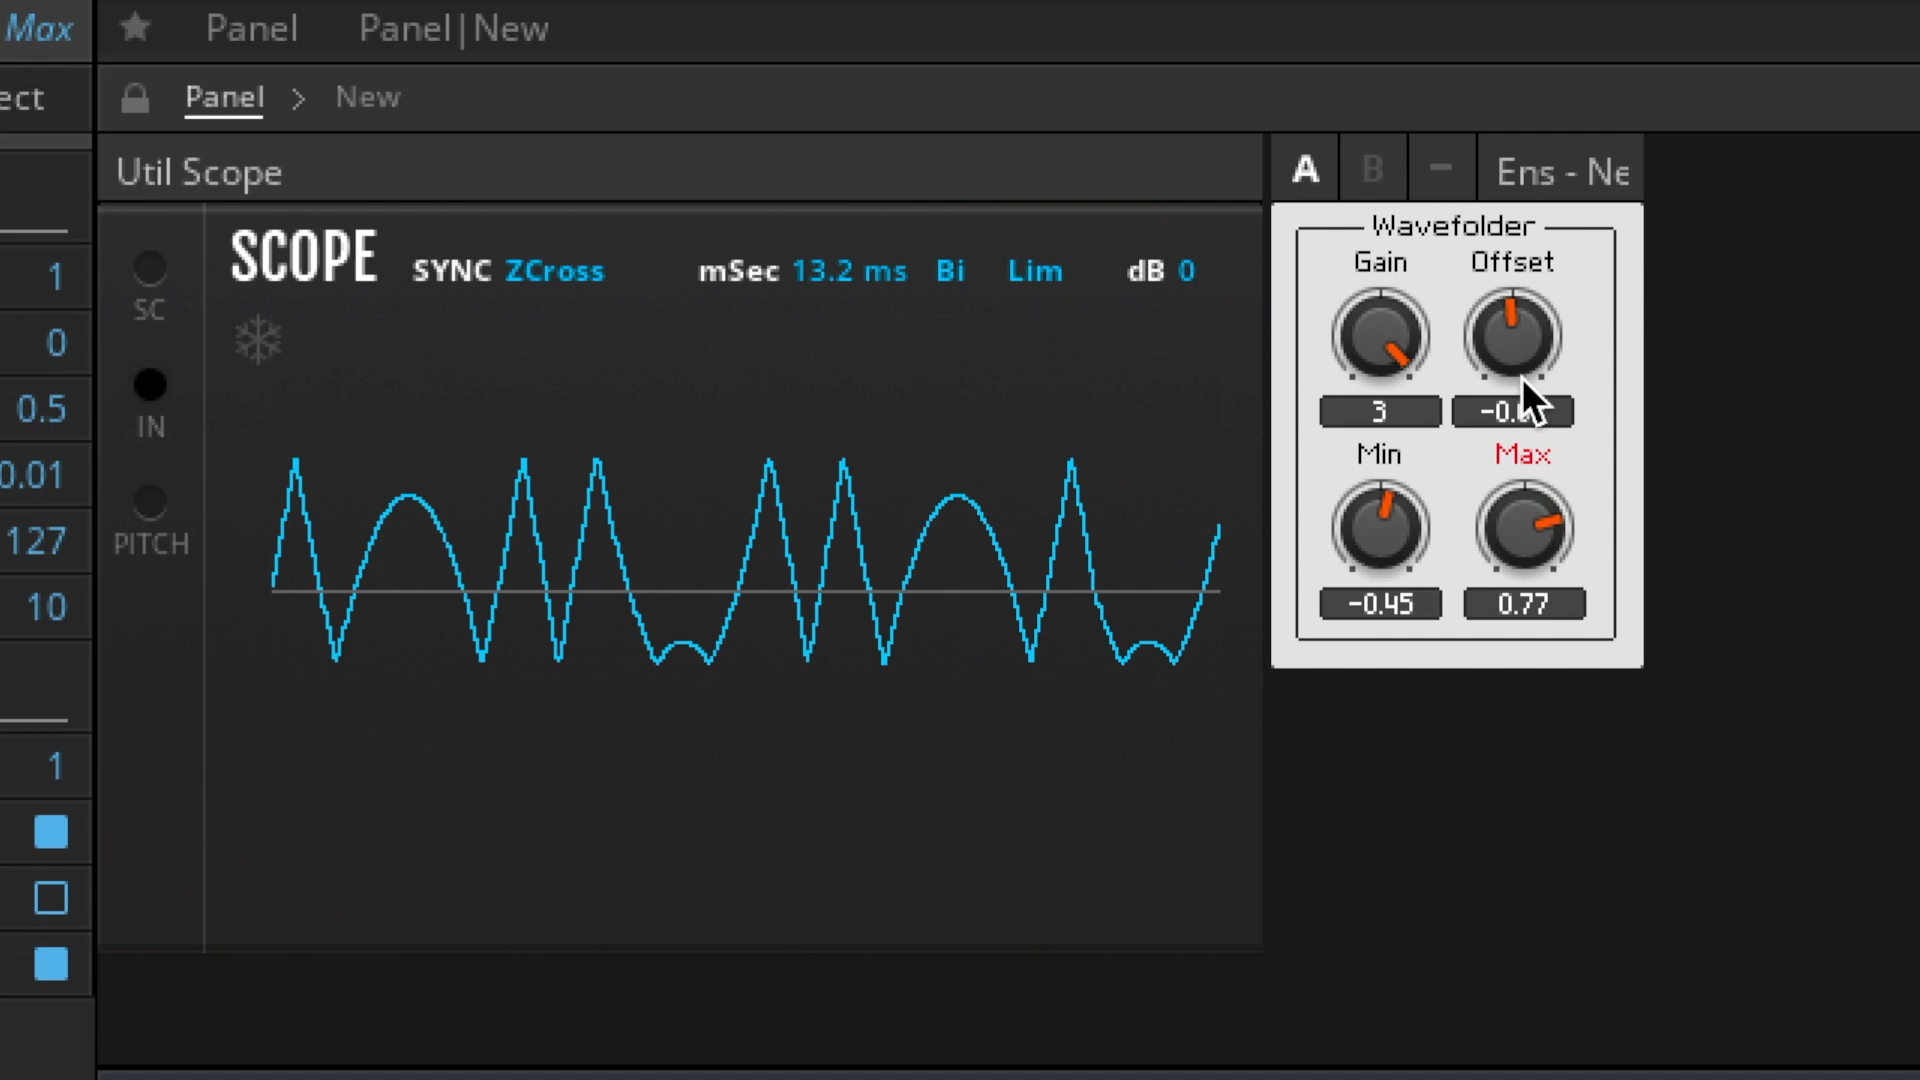 Max
Panel
Panel|New
ect
Panel > New
Util Scope
A
B
Ens - Ne
SCOPE
SYNC ZCross
mSec 13.2 ms
Bi
Lim
dB 0
SC
IN
PITCH
Wavefolder
Gain
Offset
3
Min
Max
-0.45
0.77
1
0
0.5
0.01
127
10
1